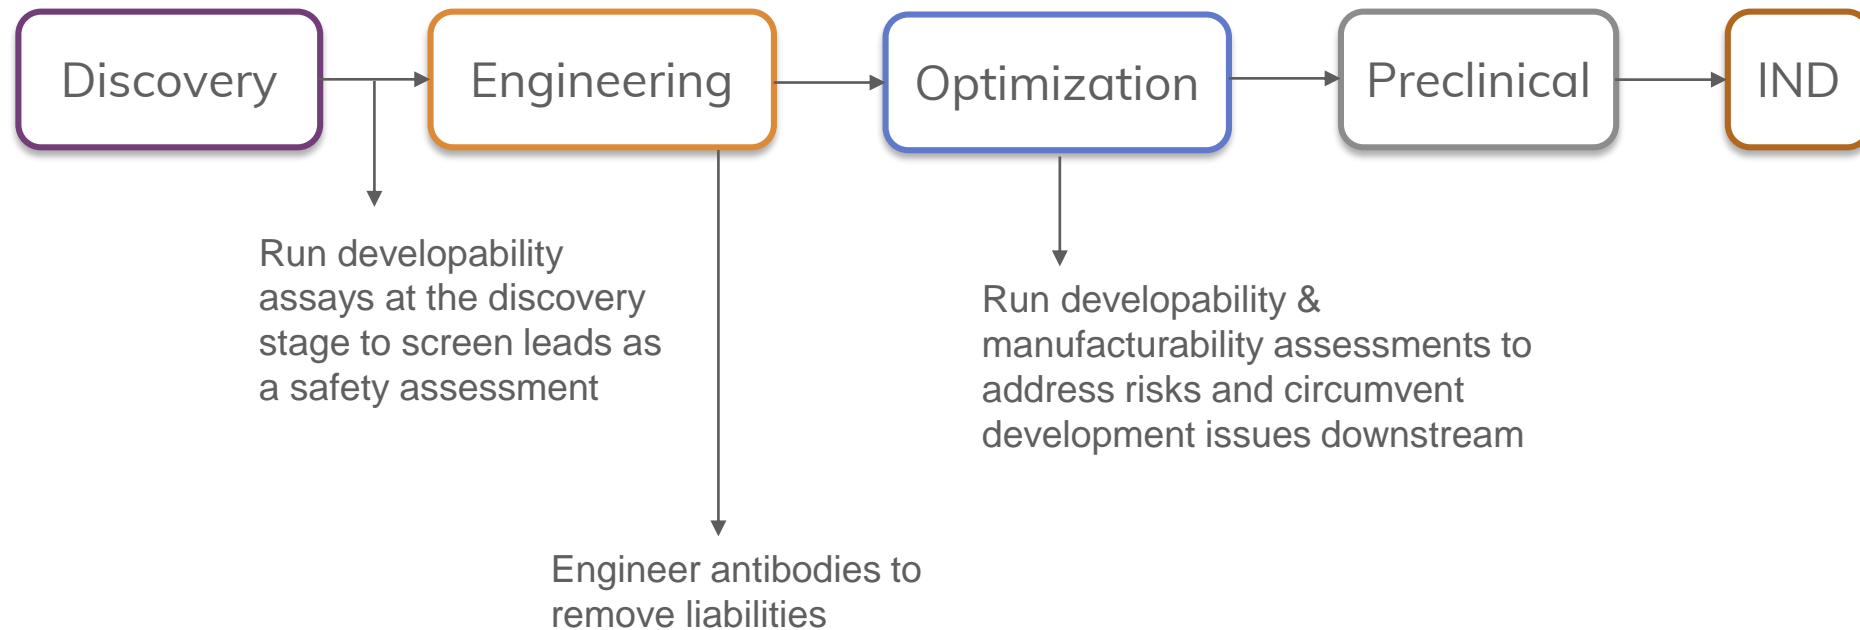 Discovery
Engineering
Optimization
Preclinical
IND
Run developability
assays at the discovery
stage to screen leads as
a safety assessment
Run developability &
manufacturability assessments to
address risks and circumvent
development issues downstream
Engineer antibodies to
remove liabilities